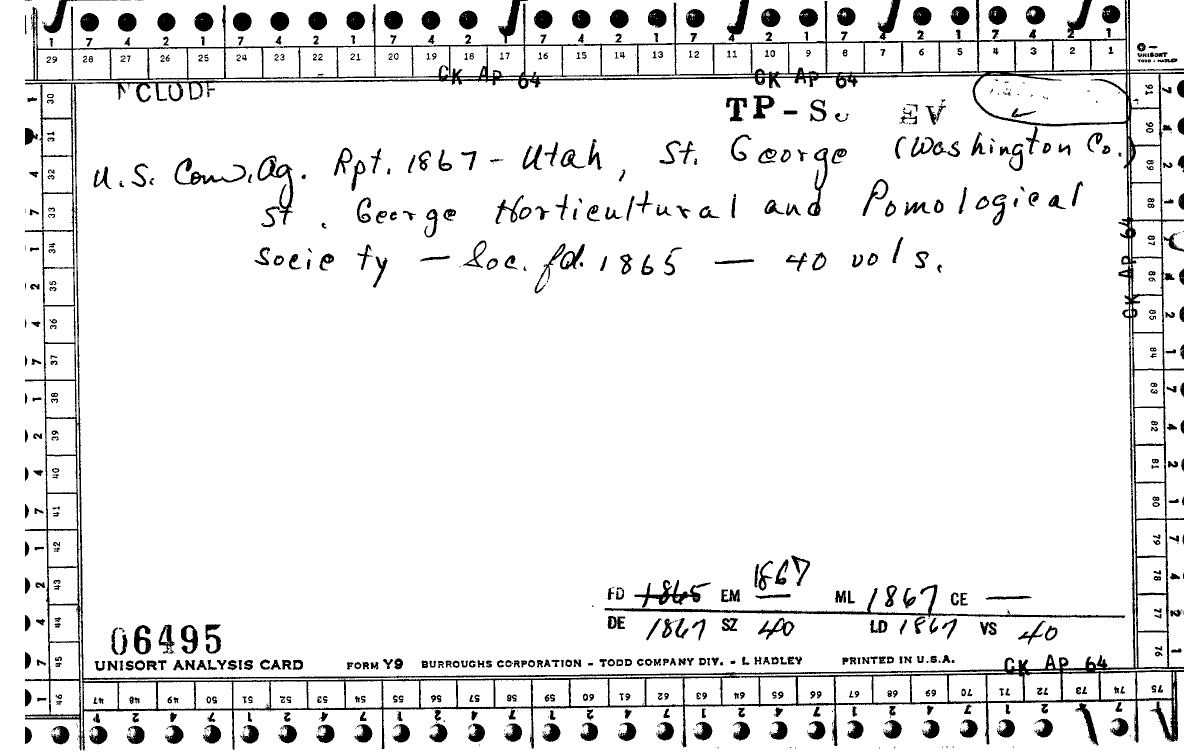 1 7 4 2 1 7 4 2 1 7 4 2 1 7 4 2 1 7 4 2 1 7 4 2 1 7 4 2 1
29 28 27 26 25 24 23 22 21 20 19 18 17 16 15 14 13 12 11 10 9 8 7 6 5 4 3 2 1
UNISORT
TODD - HADLEY
CK AP 64 CK AP 64
NCLODF
TP - S EV
U.S. Com. Ag. Rpt. 1867 - Utah, St. George (Washington Co.)
St. George Horticultural and Pomological
Society - Soc. fd. 1865 - 40 vols.
CK AP 64
30 31 32 33 34 35 36 37 38 39 40 41 42 43 44 45 46
91 90 89 88 87 86 85 84 83 82 81 80 79 78 77 76
1867
FD 1865 EM — ML 1867 CE —
DE 1867 SZ 40 LD 1867 VS 40
06495
UNISORT ANALYSIS CARD FORM Y9 BURROUGHS CORPORATION - TODD COMPANY DIV. - L HADLEY PRINTED IN U.S.A.
CK AP 64
47 48 49 50 51 52 53 54 55 56 57 58 59 60 61 62 63 64 65 66 67 68 69 70 71 72 73 74 75